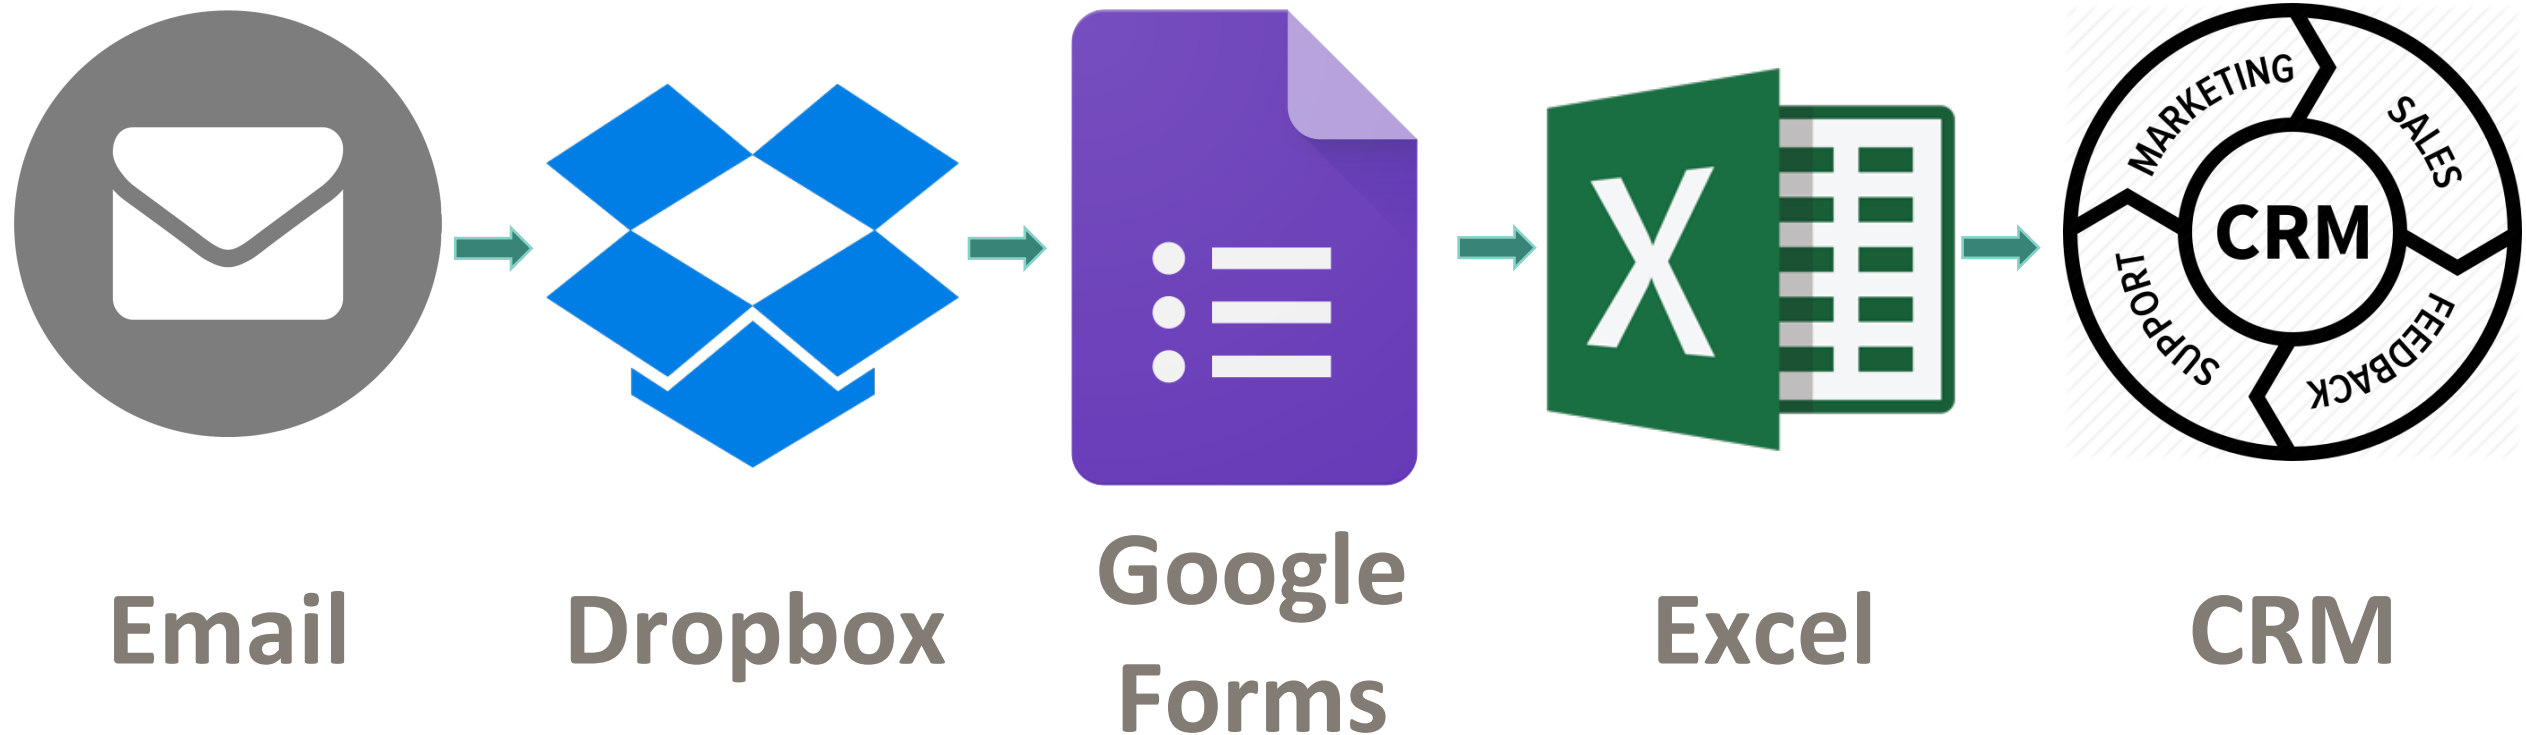 MARKETING
SALES
CRM
SUPPORT
FEEDBACK
X
Email
Dropbox
Google
Forms
Excel
CRM